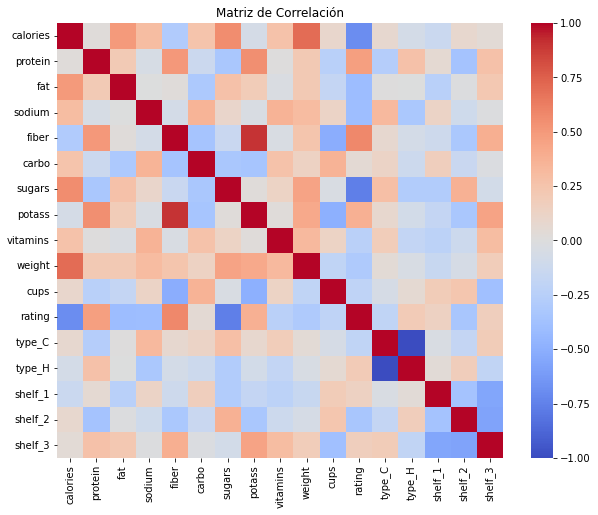 Matriz de Correlación
calories
protein
fat
sodium
fiber
carbo
sugars
potass
vitamins
weight
cups
rating
type_C
type_H
shelf_1
shelf_2
shelf_3
calories
protein
fat
sodium
fiber
carbo
sugars
potass
vitamins
weight
cups
rating
type_C
type_H
shelf_1
shelf_2
shelf_3
1.00
0.75
0.50
0.25
0.00
−0.25
−0.50
−0.75
−1.00